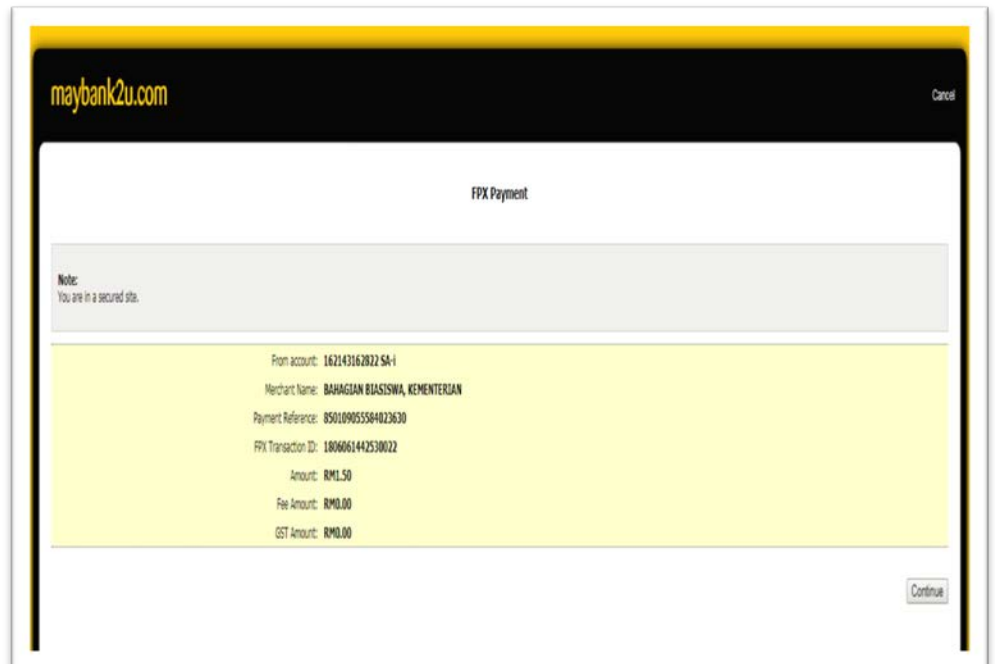 maybank2u.com
Cancel
FPX Payment
Note:
You are in a secured site.
From account: 162143162822 SA-i
Merchant Name: BAHAGIAN BIASISWA, KEMENTERIAN
Payment Reference: 850109055584023630
FPX Transaction ID: 1806061442530022
Amount: RM1.50
Fee Amount: RM0.00
GST Amount: RM0.00
Continue